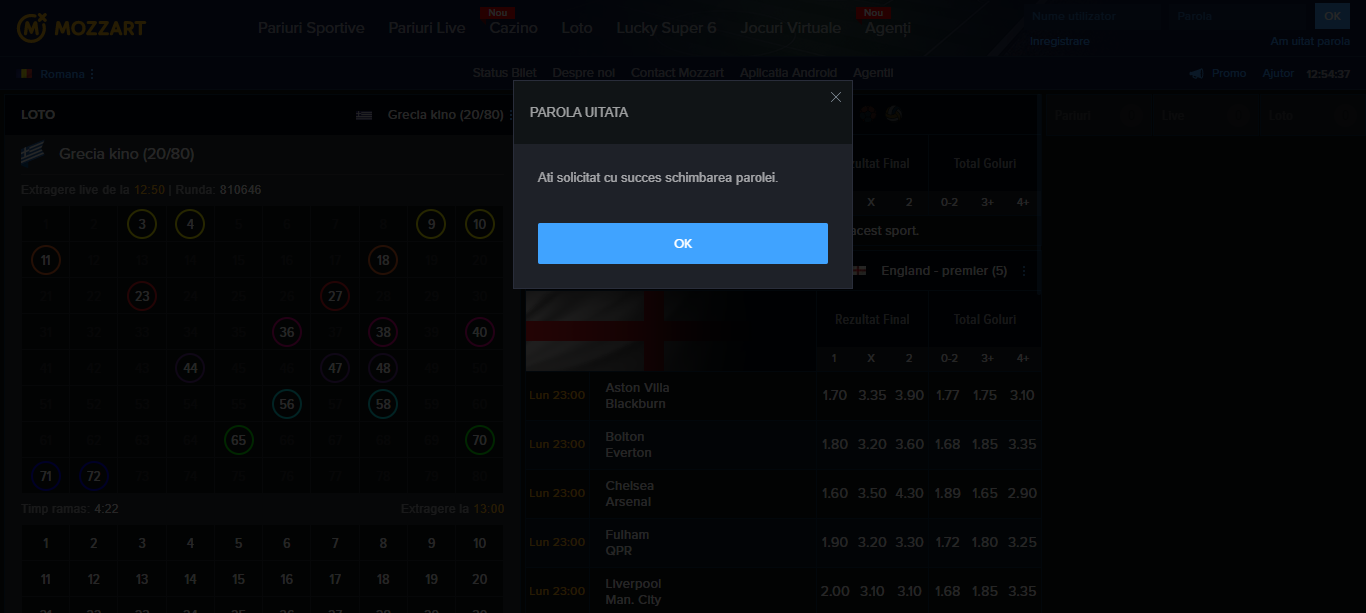 MOZZART
Pariuri Sportive
Pariuri Live
Nou
Cazino
Loto
Lucky Super 6
Jocuri Virtuale
Nou
Agenți
Nume utilizator
Parola
OK
Inregistrare
Am uitat parola
Romana
Status Bilet
Despre noi
Contact Mozzart
Aplicatia Android
Agentii
Promo
Ajutor
12:54:37
LOTO
Grecia kino (20/80)
Grecia kino (20/80)
Extragere live de la 12:50 | Runda: 810646
3 4 9 10
11 18
23 27
36 38 40
44 47 48
56 58
65 70
71 72
Timp ramas: 4:22
Extragere la 13:00
1 2 3 4 5 6 7 8 9 10
11 12 13 14 15 16 17 18 19 20
PAROLA UITATA
Ati solicitat cu succes schimbarea parolei.
OK
Total Goluri
X 2 0-2 3+ 4+
acest sport.
England - premier (5)
Rezultat Final
Total Goluri
1 X 2 0-2 3+ 4+
Lun 23:00
Aston Villa
Blackburn
1.70 3.35 3.90 1.77 1.75 3.10
Lun 23:00
Bolton
Everton
1.80 3.20 3.60 1.68 1.85 3.35
Lun 23:00
Chelsea
Arsenal
1.60 3.50 4.30 1.89 1.65 2.90
Lun 23:00
Fulham
QPR
1.90 3.20 3.30 1.72 1.80 3.25
Lun 23:00
Liverpool
Man. City
2.00 3.10 3.10 1.68 1.85 3.35
Pariuri
Live
Loto